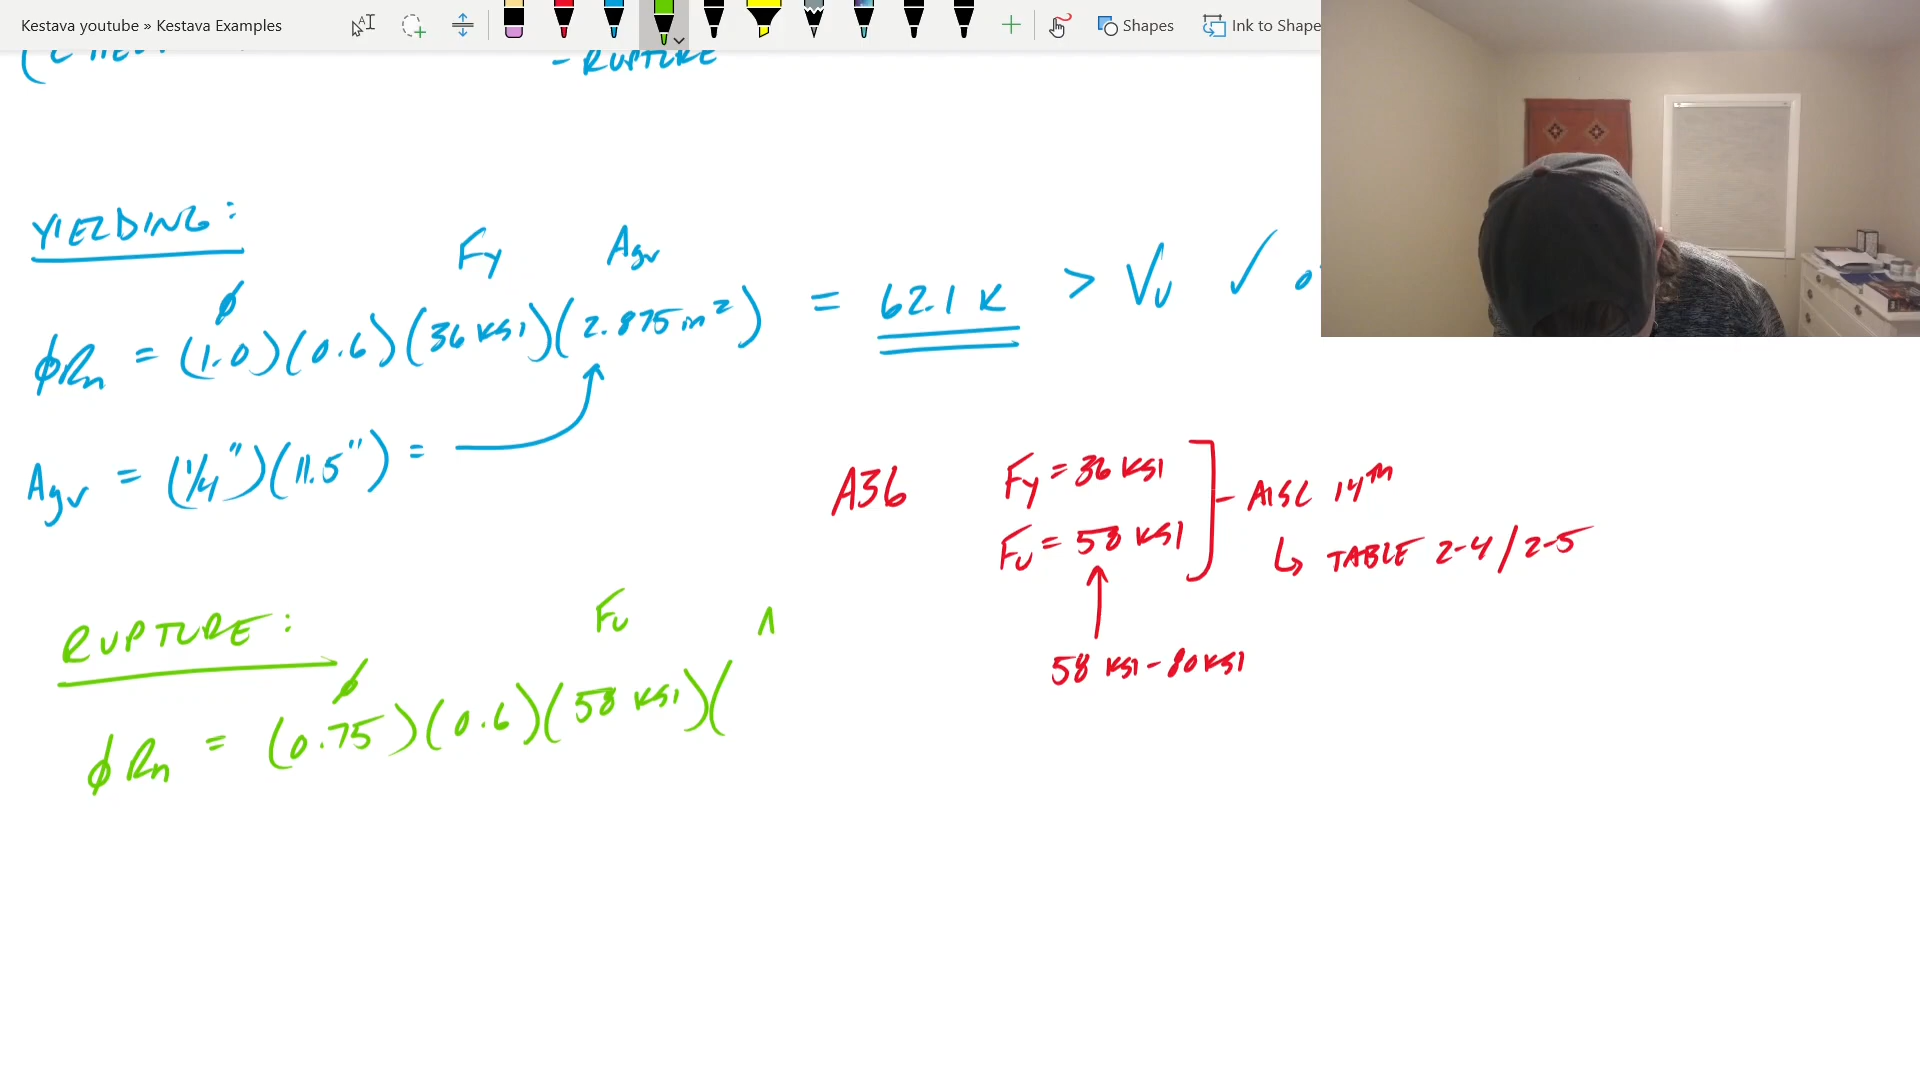 Kestava youtube » Kestava Examples
Shapes
Ink to Shape
- RUPTURE
YIELDING:
ϕ Fy Agv
ϕRn = (1.0)(0.6)(36 KSI)(2.875 in²) = 62.1 K > Vu ✓
Agv = (1/4")(11.5") =
A36 Fy = 36 KSI
Fu = 58 KSI
- AISC 14TH
↳ TABLE 2-4/2-5
58 KSI - 80 KSI
RUPTURE:
ϕ Fu
ϕRn = (0.75)(0.6)(58 KSI)(